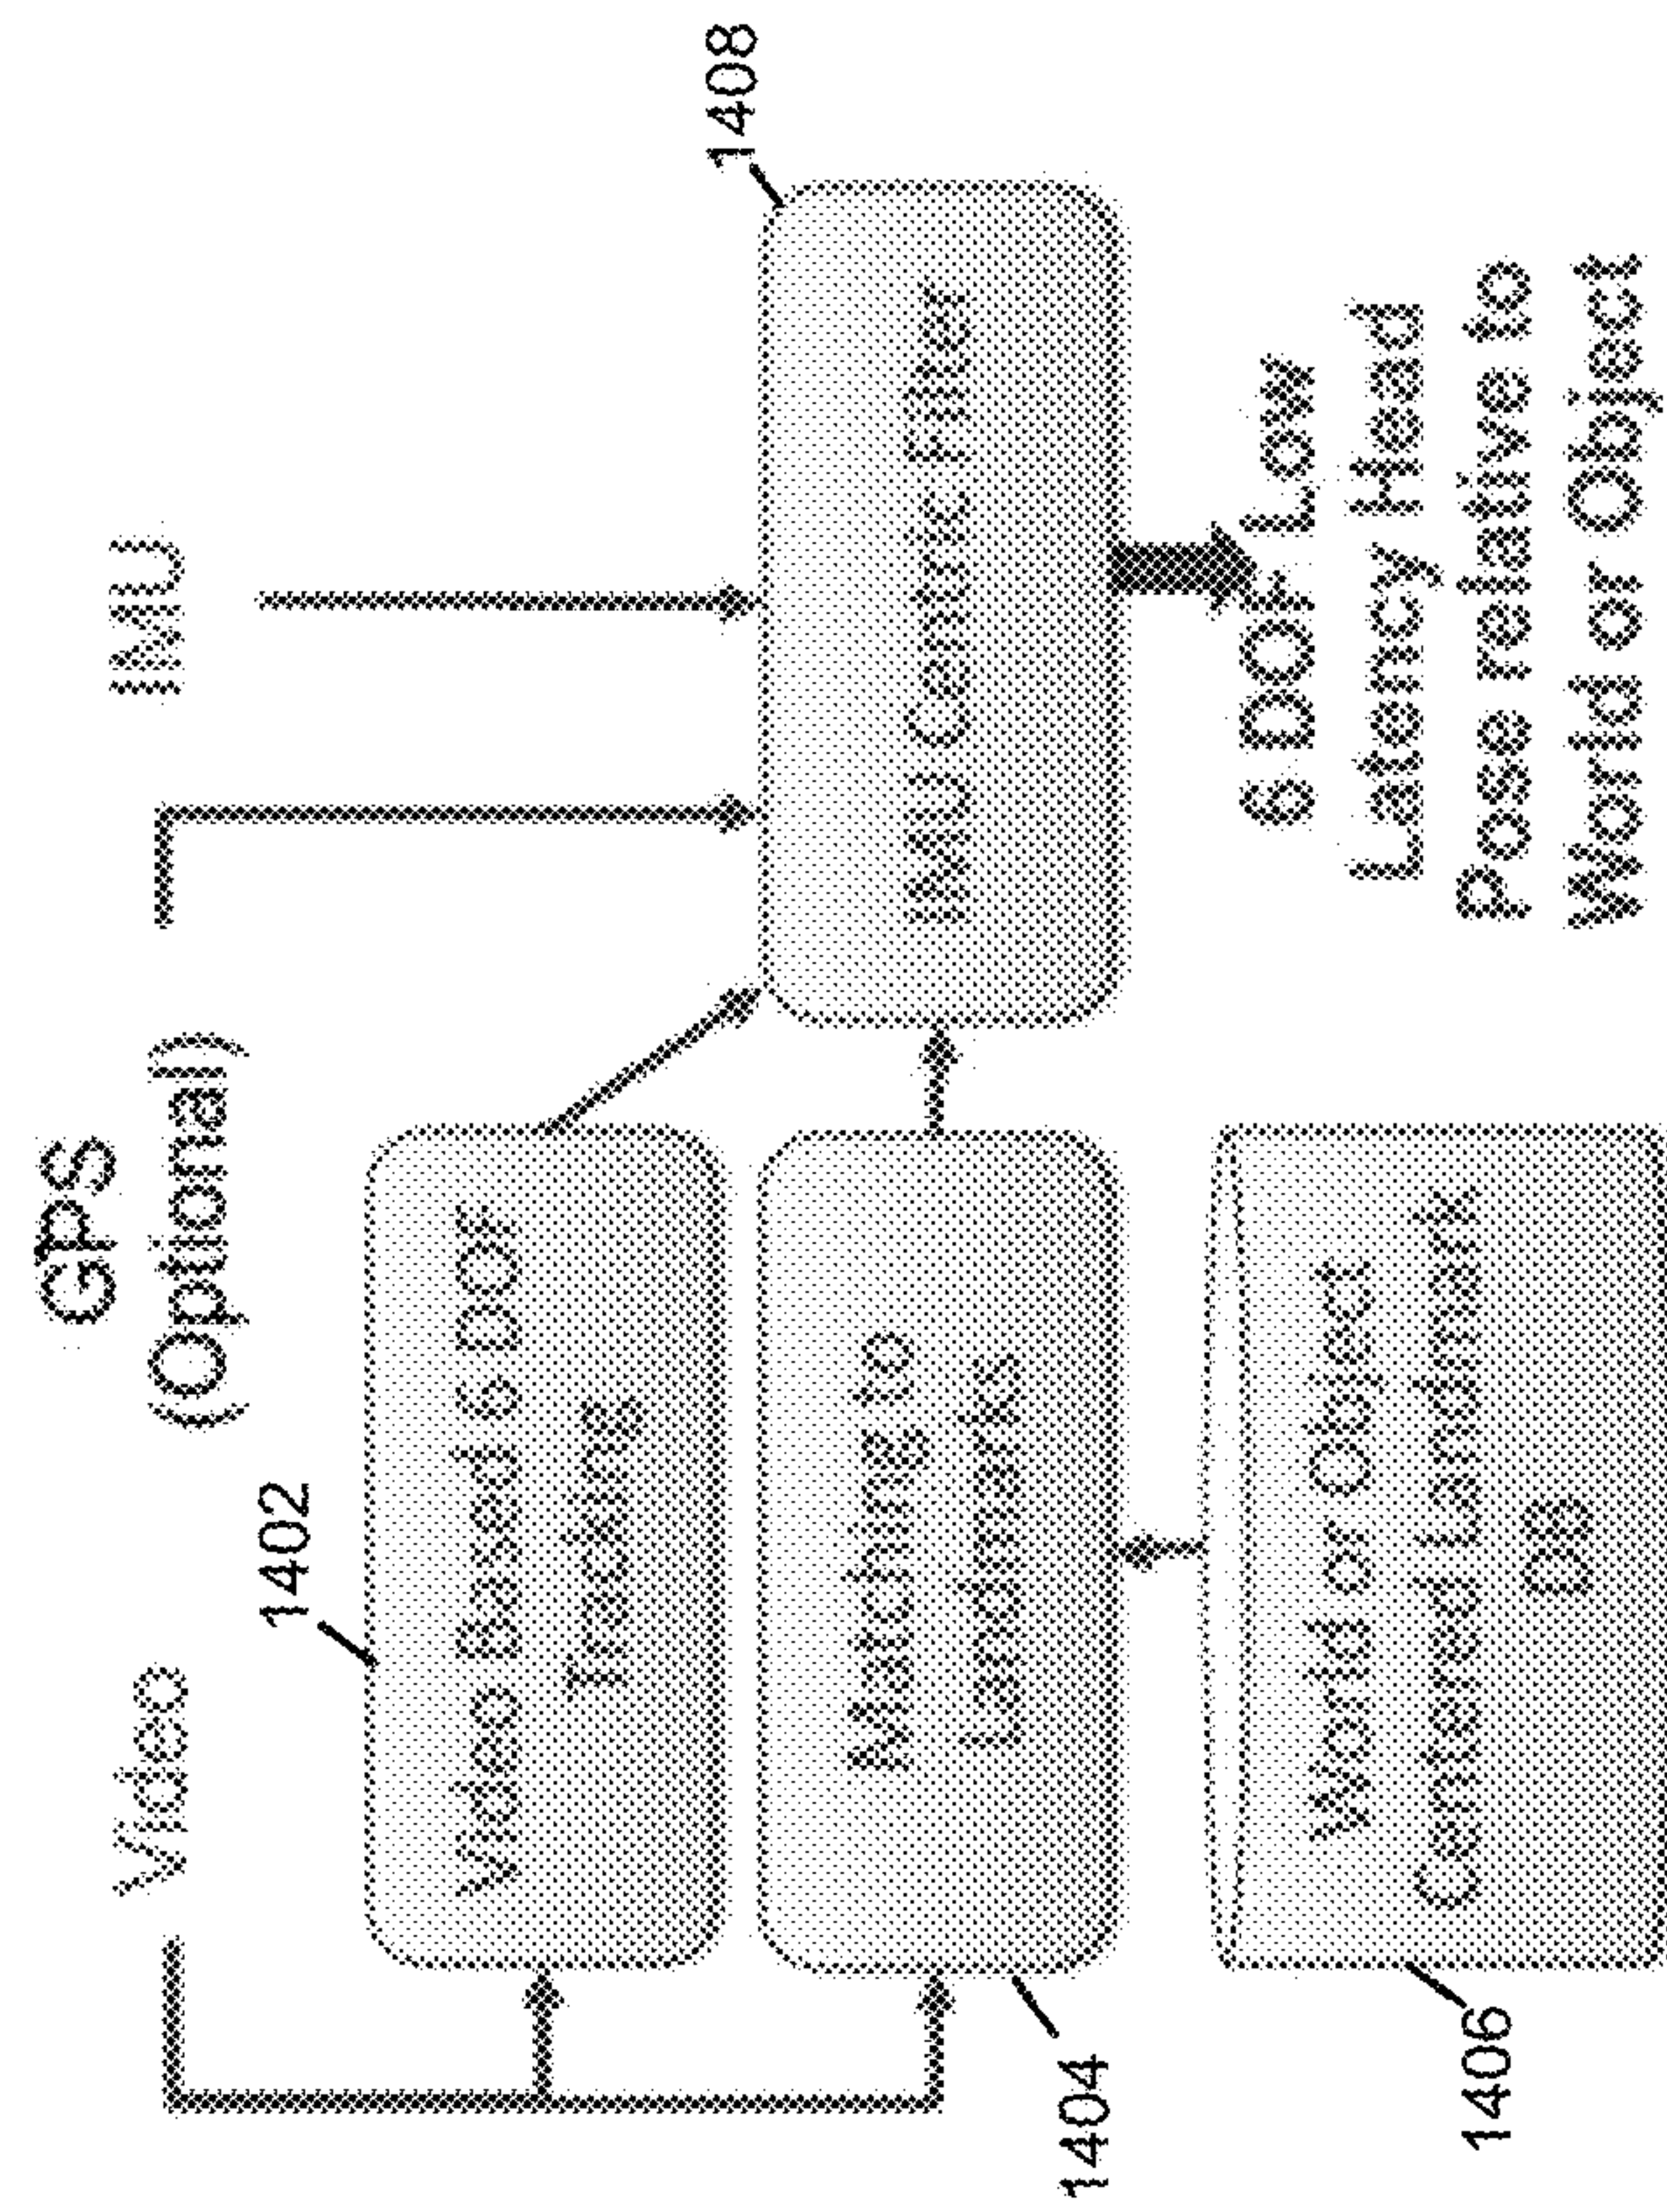 Video
GPS
(Optional)
IMU
1402
Video Based 6 DOF
Tracking
1404
Matching to
Landmarks
1406
World or Object
Centered Landmark
DB
1408
IMU Centric Filter
6 DOF Low
Latency Head
Pose relative to
World or Object